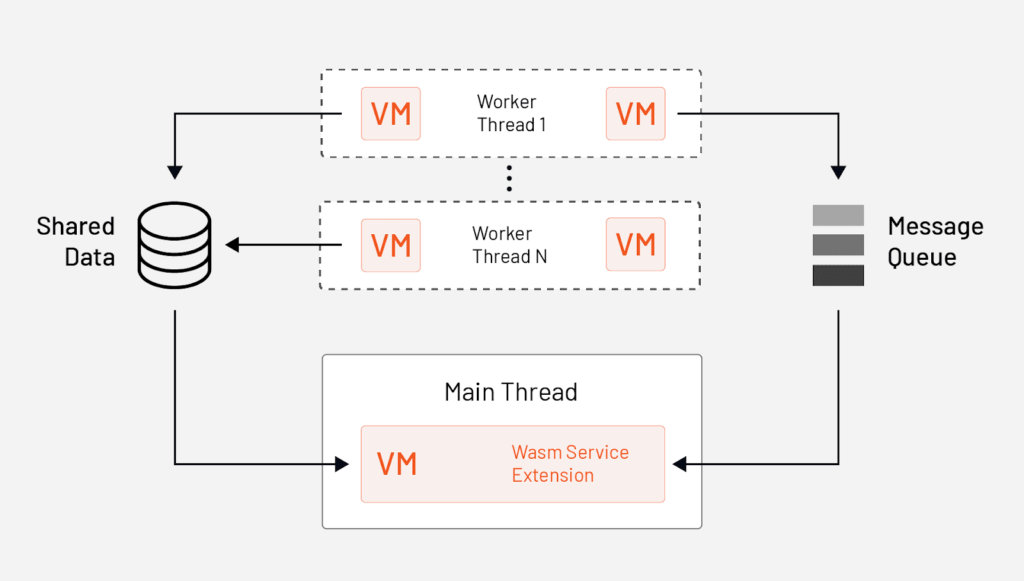 VM
Worker
Thread 1
VM
Shared
Data
VM
Worker
Thread N
VM
Message
Queue
Main Thread
VM
Wasm Service
Extension